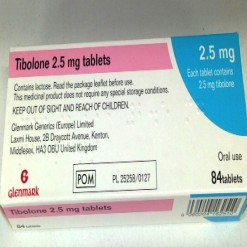 Tibolone 2.5 mg tablets
Contains lactose. Read the package leaflet before use.
This medicinal product does not require any special storage conditions.
KEEP OUT OF SIGHT AND REACH OF CHILDREN.
Glenmark Generics (Europe) Limited
Laxmi House, 2B Draycott Avenue, Kenton,
Middlesex, HA3 0BU United Kingdom
glenmark
POM
PL 25258/0127
2.5 mg
Each tablet contains
2.5 mg tibolone
Oral use
84 tablets
Tibolone 2.5 mg tablets